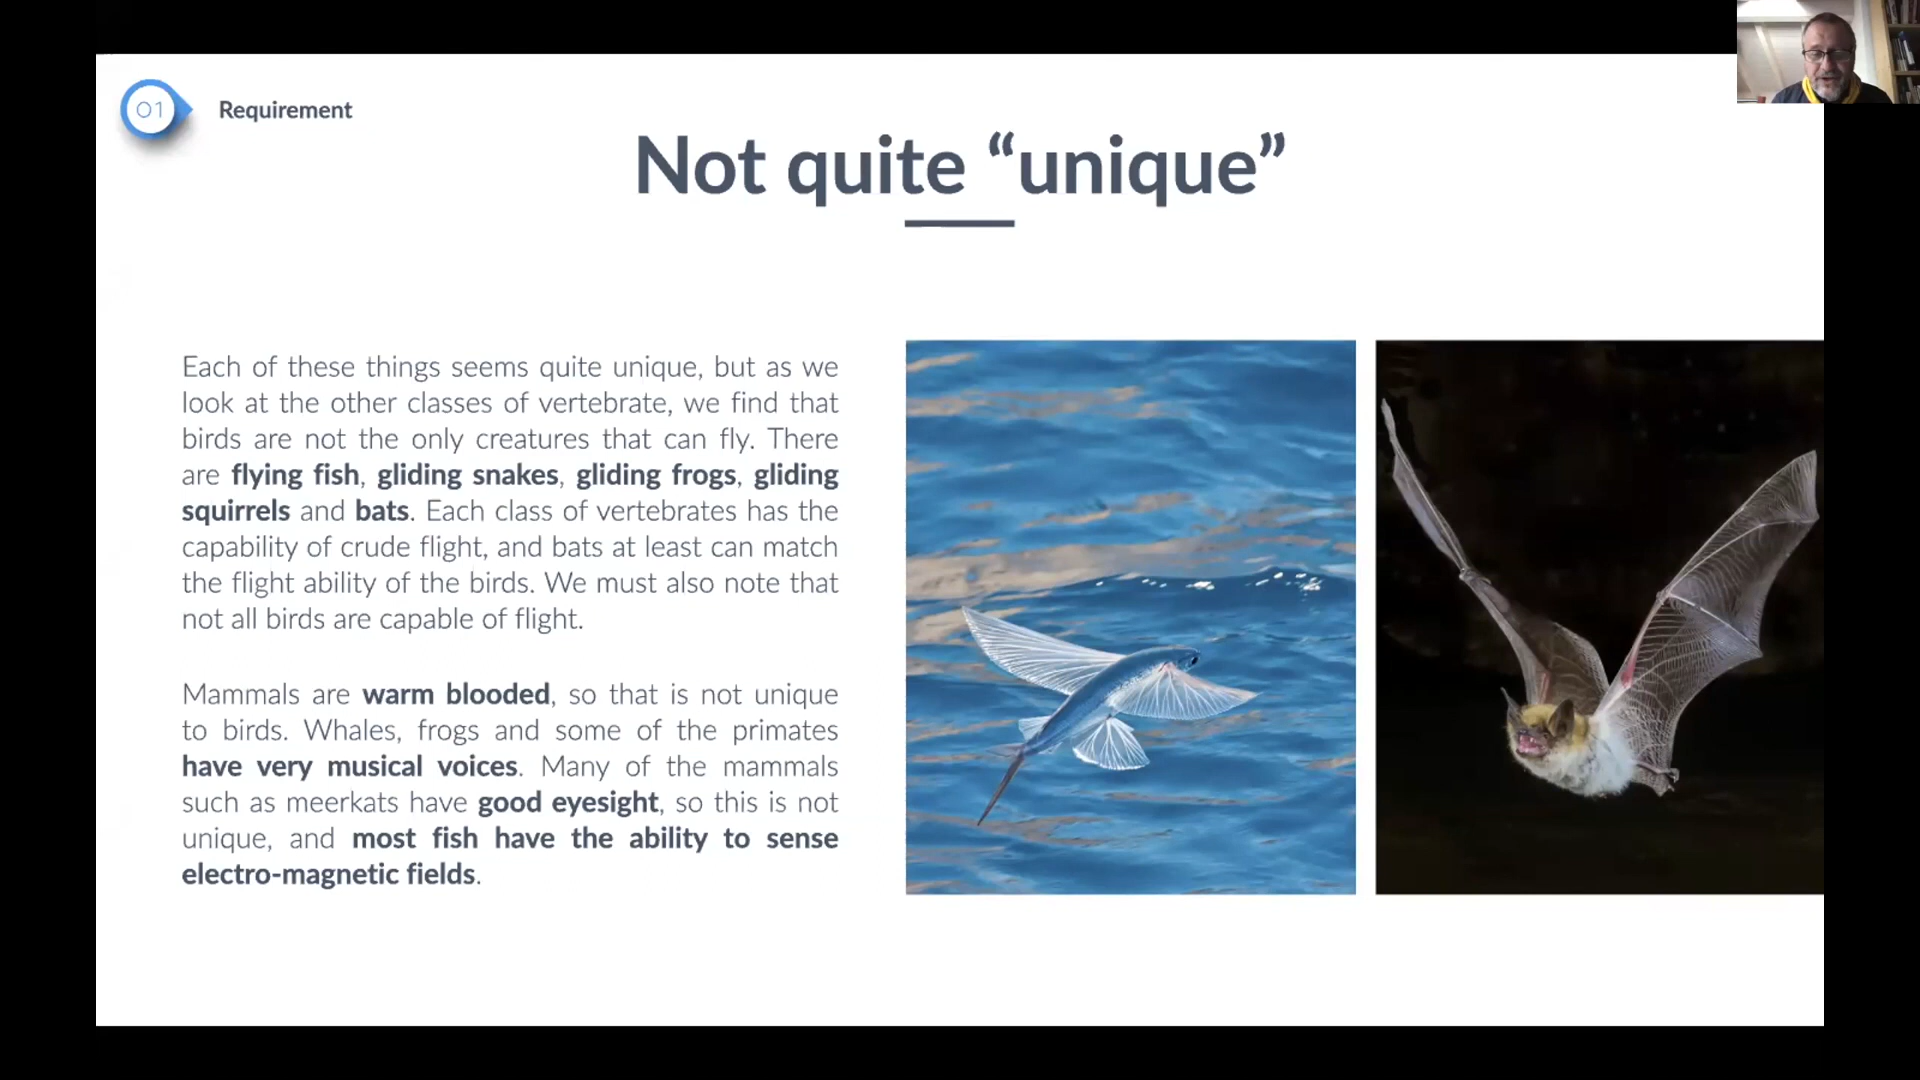 01
Requirement
Not quite “unique”
Each of these things seems quite unique, but as we
look at the other classes of vertebrate, we find that
birds are not the only creatures that can fly. There
are flying fish, gliding snakes, gliding frogs, gliding
squirrels and bats. Each class of vertebrates has the
capability of crude flight, and bats at least can match
the flight ability of the birds. We must also note that
not all birds are capable of flight.
Mammals are warm blooded, so that is not unique
to birds. Whales, frogs and some of the primates
have very musical voices. Many of the mammals
such as meerkats have good eyesight, so this is not
unique, and most fish have the ability to sense
electro-magnetic fields.